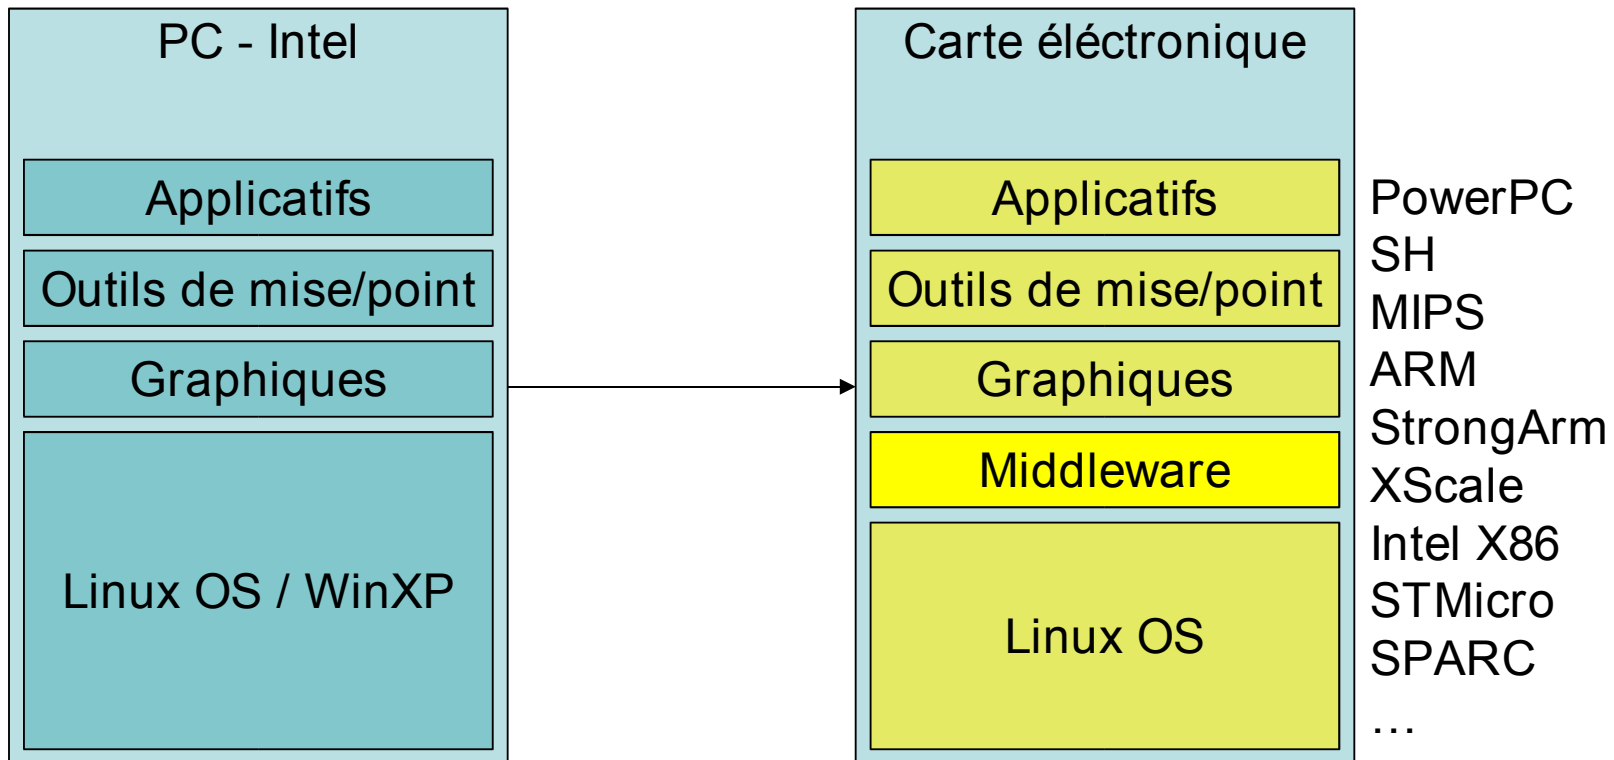 PC - Intel
Applicatifs
Outils de mise/point
Graphiques
Linux OS / WinXP
Carte éléctronique
Applicatifs
Outils de mise/point
Graphiques
Middleware
Linux OS
PowerPC
SH
MIPS
ARM
StrongArm
XScale
Intel X86
STMicro
SPARC
…